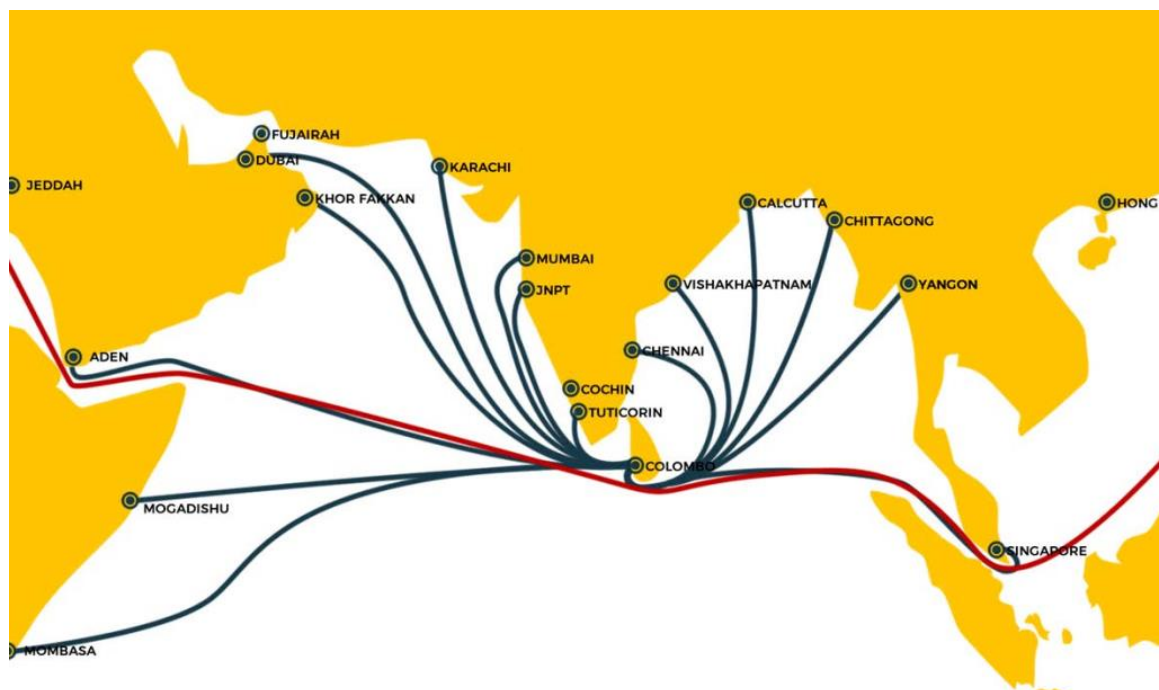 FUJAIRAH
DUBAI
KARACHI
JEDDAH
KHOR FAKKAN
CALCUTTA
HONG
CHITTAGONG
MUMBAI
JNPT
VISHAKHAPATNAM
YANGON
CHENNAI
ADEN
COCHIN
TUTICORIN
COLOMBO
MOGADISHU
SINGAPORE
MOMBASA